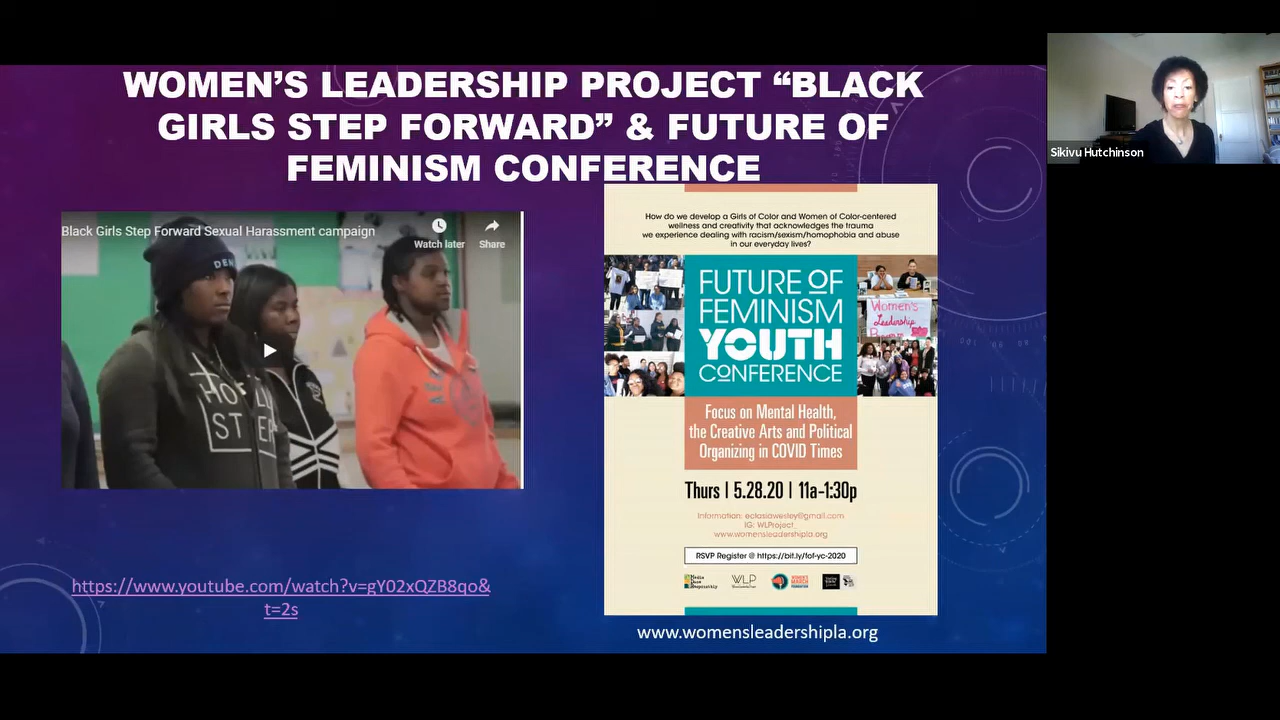 WOMEN'S LEADERSHIP PROJECT "BLACK
GIRLS STEP FORWARD" & FUTURE OF
FEMINISM CONFERENCE
Sikivu Hutchinson
Black Girls Step Forward Sexual Harassment campaign
Watch later
Share
How do we develop a Girls of Color and Women of Color-centered
wellness and creativity that acknowledges the trauma
we experience dealing with racism/sexism/homophobia and abuse
in our everyday lives?
FUTURE OF
FEMINISM
YOUTH
CONFERENCE
Women's
Leadership
Focus on Mental Health,
the Creative Arts and Political
Organizing in COVID Times
Thurs | 5.28.20 | 11a-1:30p
Information: eclasiawesley@gmail.com
IG: WLProject_
www.womensleadershipla.org
RSVP Register @ https://bit.ly/fof-yc-2020
WLP
https://www.youtube.com/watch?v=gY02xQZB8qo&
t=2s
www.womensleadershipla.org